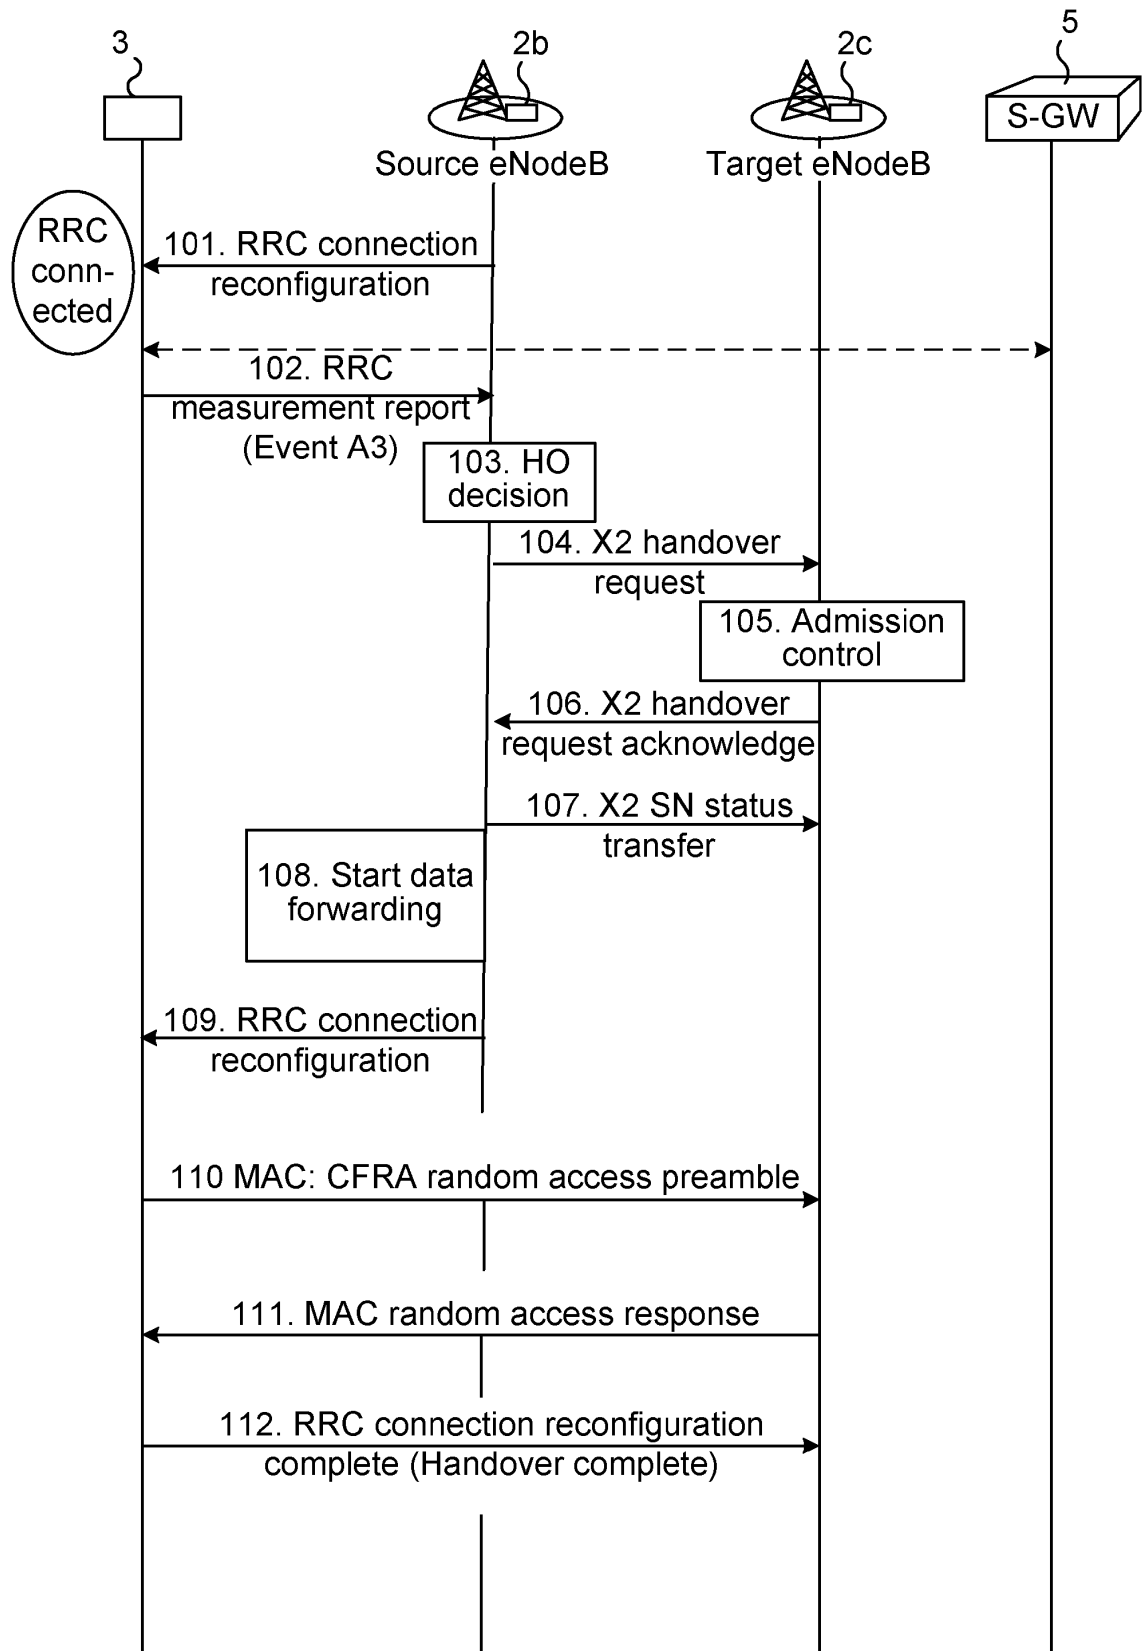 3
2b
2c
5
S-GW
Source eNodeB
Target eNodeB
RRC
conn-
ected
101. RRC connection
reconfiguration
102. RRC
measurement report
(Event A3)
103. HO
decision
104. X2 handover
request
105. Admission
control
106. X2 handover
request acknowledge
107. X2 SN status
transfer
108. Start data
forwarding
109. RRC connection
reconfiguration
110 MAC: CFRA random access preamble
111. MAC random access response
112. RRC connection reconfiguration
complete (Handover complete)